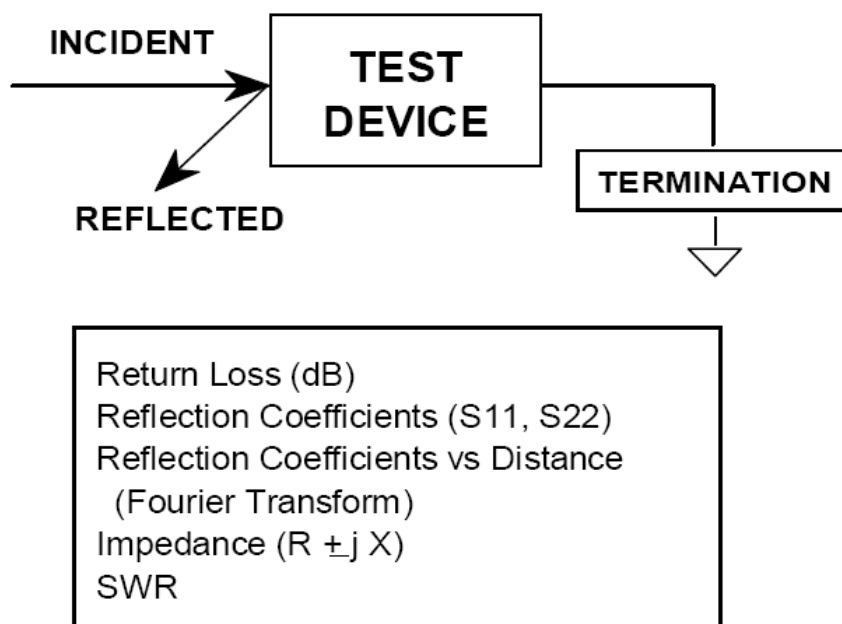 INCIDENT
TEST
DEVICE
TERMINATION
REFLECTED
Return Loss (dB)
Reflection Coefficients (S11, S22)
Reflection Coefficients vs Distance
(Fourier Transform)
Impedance (R ± j X)
SWR